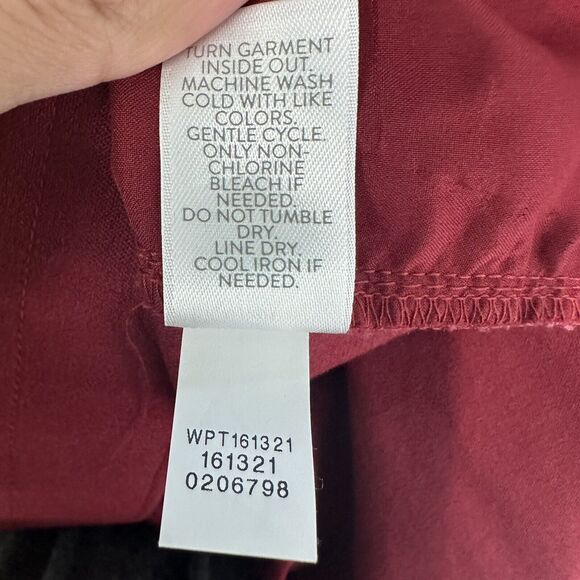 TURN GARMENT
INSIDE OUT.
MACHINE WASH
COLD WITH LIKE
COLORS.
GENTLE CYCLE.
ONLY NON-
CHLORINE
BLEACH IF
NEEDED.
DO NOT TUMBLE
DRY.
LINE DRY.
COOL IRON IF
NEEDED.
WPT161321
161321
0206798